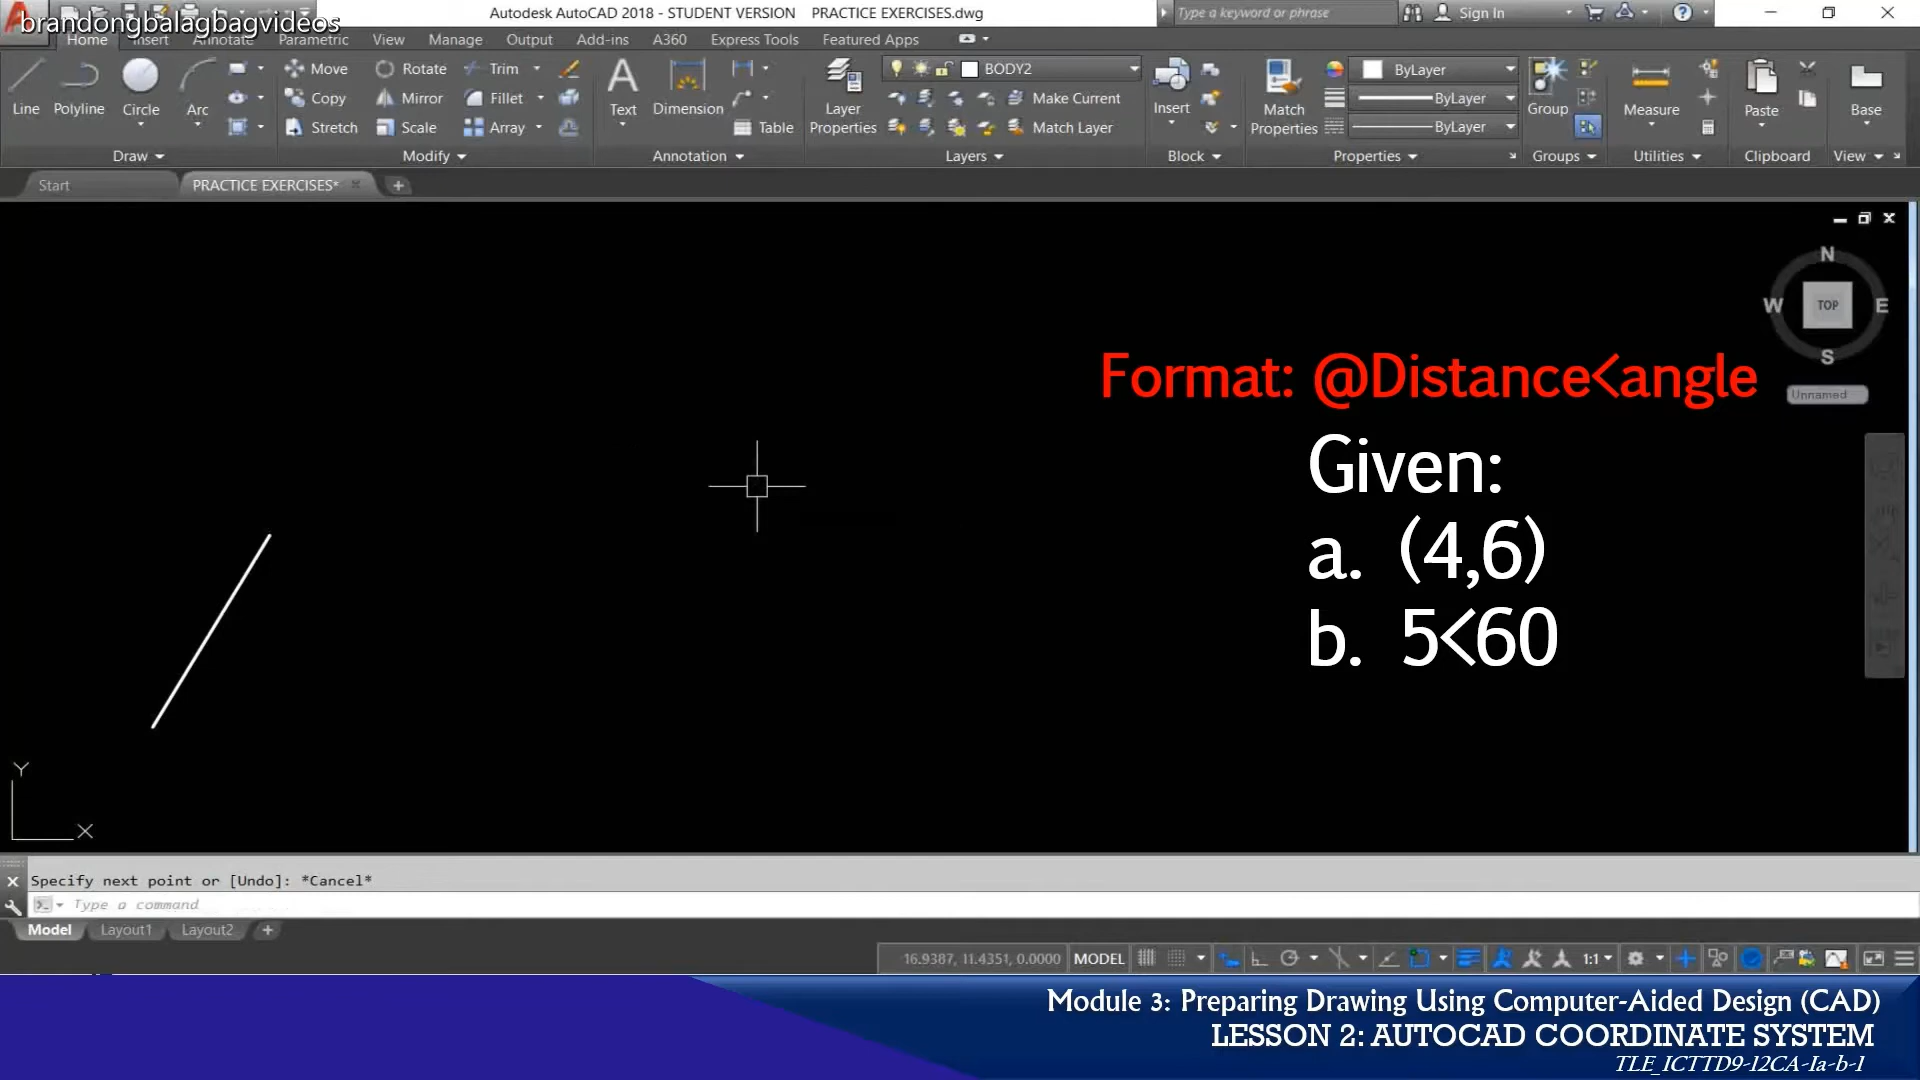 brandongbalagbagvideos
Autodesk AutoCAD 2018 - STUDENT VERSION PRACTICE EXERCISES.dwg
Type a keyword or phrase
Sign In
Home Insert Annotate Parametric View Manage Output Add-ins A360 Express Tools Featured Apps
Line Polyline Circle Arc
Move Rotate Trim
Copy Mirror Fillet
Stretch Scale Array
Text Dimension Table
Layer Properties
BODY2
Make Current
Match Layer
Insert
Match Properties
ByLayer
ByLayer
ByLayer
Group Measure Paste Base
Draw Modify Annotation Layers Block Properties Groups Utilities Clipboard View
Start PRACTICE EXERCISES*
N
W TOP E
S
Unnamed
Format: @Distance<angle
Given:
a. (4,6)
b. 5<60
Y
X
Specify next point or [Undo]: *Cancel*
Type a command
Model Layout1 Layout2
16.9387, 11.4351, 0.0000 MODEL 1:1
Module 3: Preparing Drawing Using Computer-Aided Design (CAD)
LESSON 2: AUTOCAD COORDINATE SYSTEM
TLE_ICTTD9-12CA-Ia-b-1